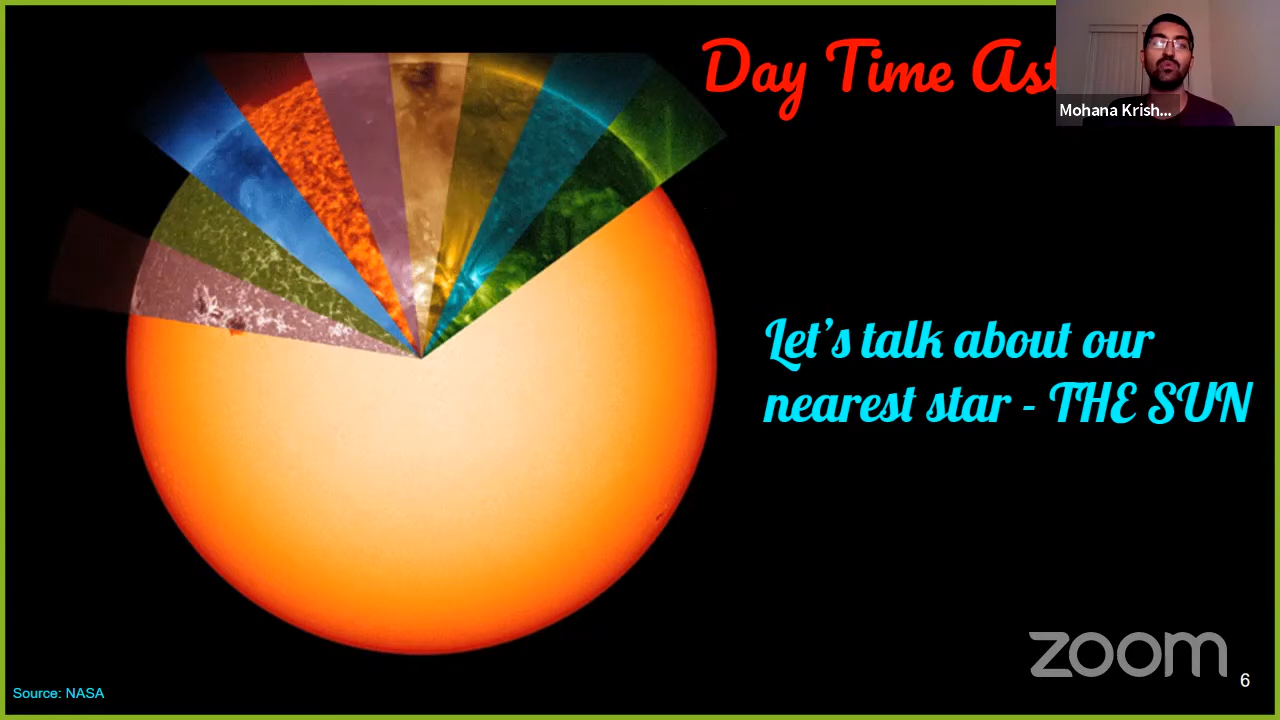 Day Time Ast
Mohana Krish...
Let's talk about our
nearest star - THE SUN
zoom
6
Source: NASA